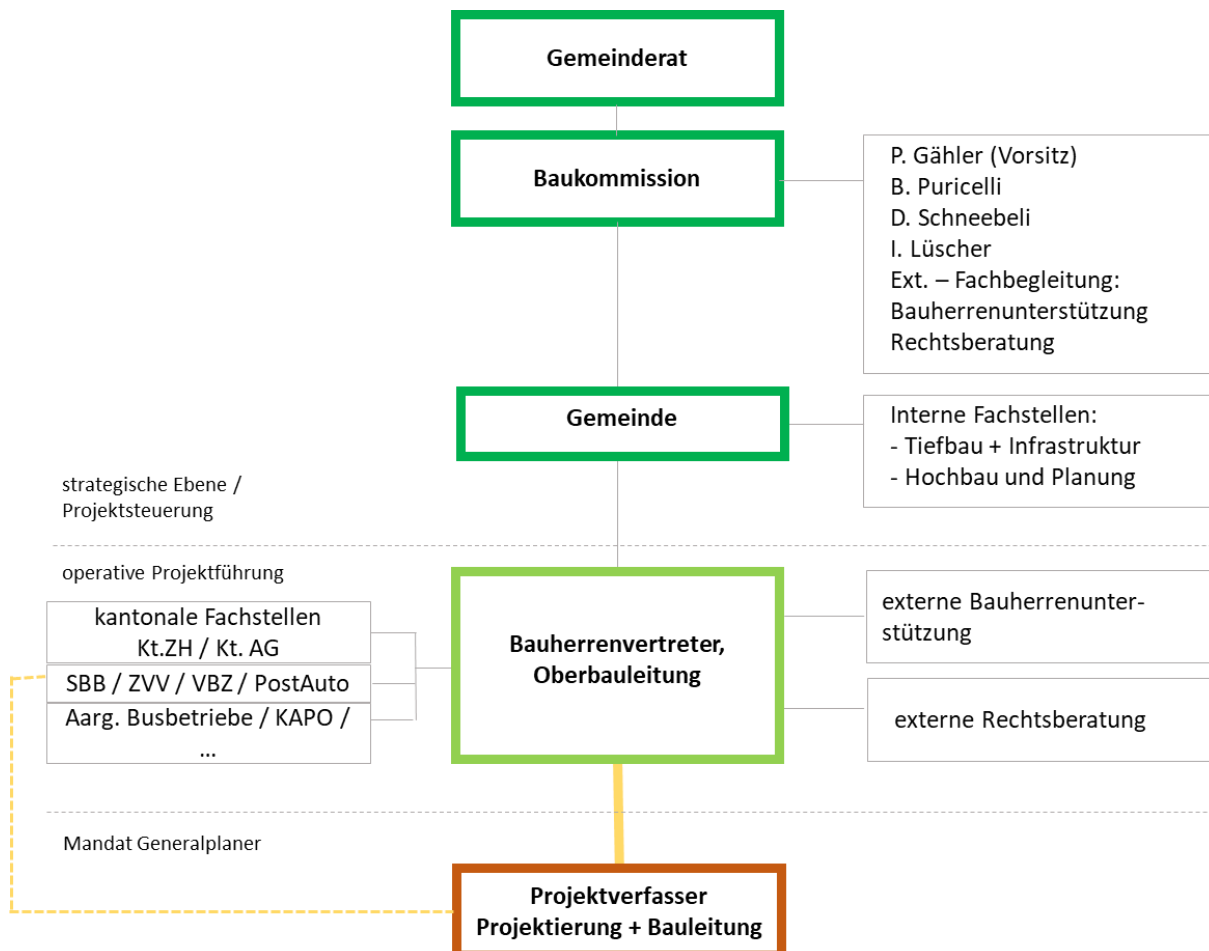 Gemeinderat
Baukommission
P. Gähler (Vorsitz)
B. Puricelli
D. Schneebeli
I. Lüscher
Ext. – Fachbegleitung:
Bauherrenunterstützung
Rechtsberatung
Gemeinde
Interne Fachstellen:
- Tiefbau + Infrastruktur
- Hochbau und Planung
strategische Ebene /
Projektsteuerung
operative Projektführung
kantonale Fachstellen
Kt.ZH / Kt. AG
SBB / ZVV / VBZ / PostAuto
Aarg. Busbetriebe / KAPO /
...
Bauherrenvertreter,
Oberbauleitung
externe Bauherrenunter-
stützung
externe Rechtsberatung
Mandat Generalplaner
Projektverfasser
Projektierung + Bauleitung